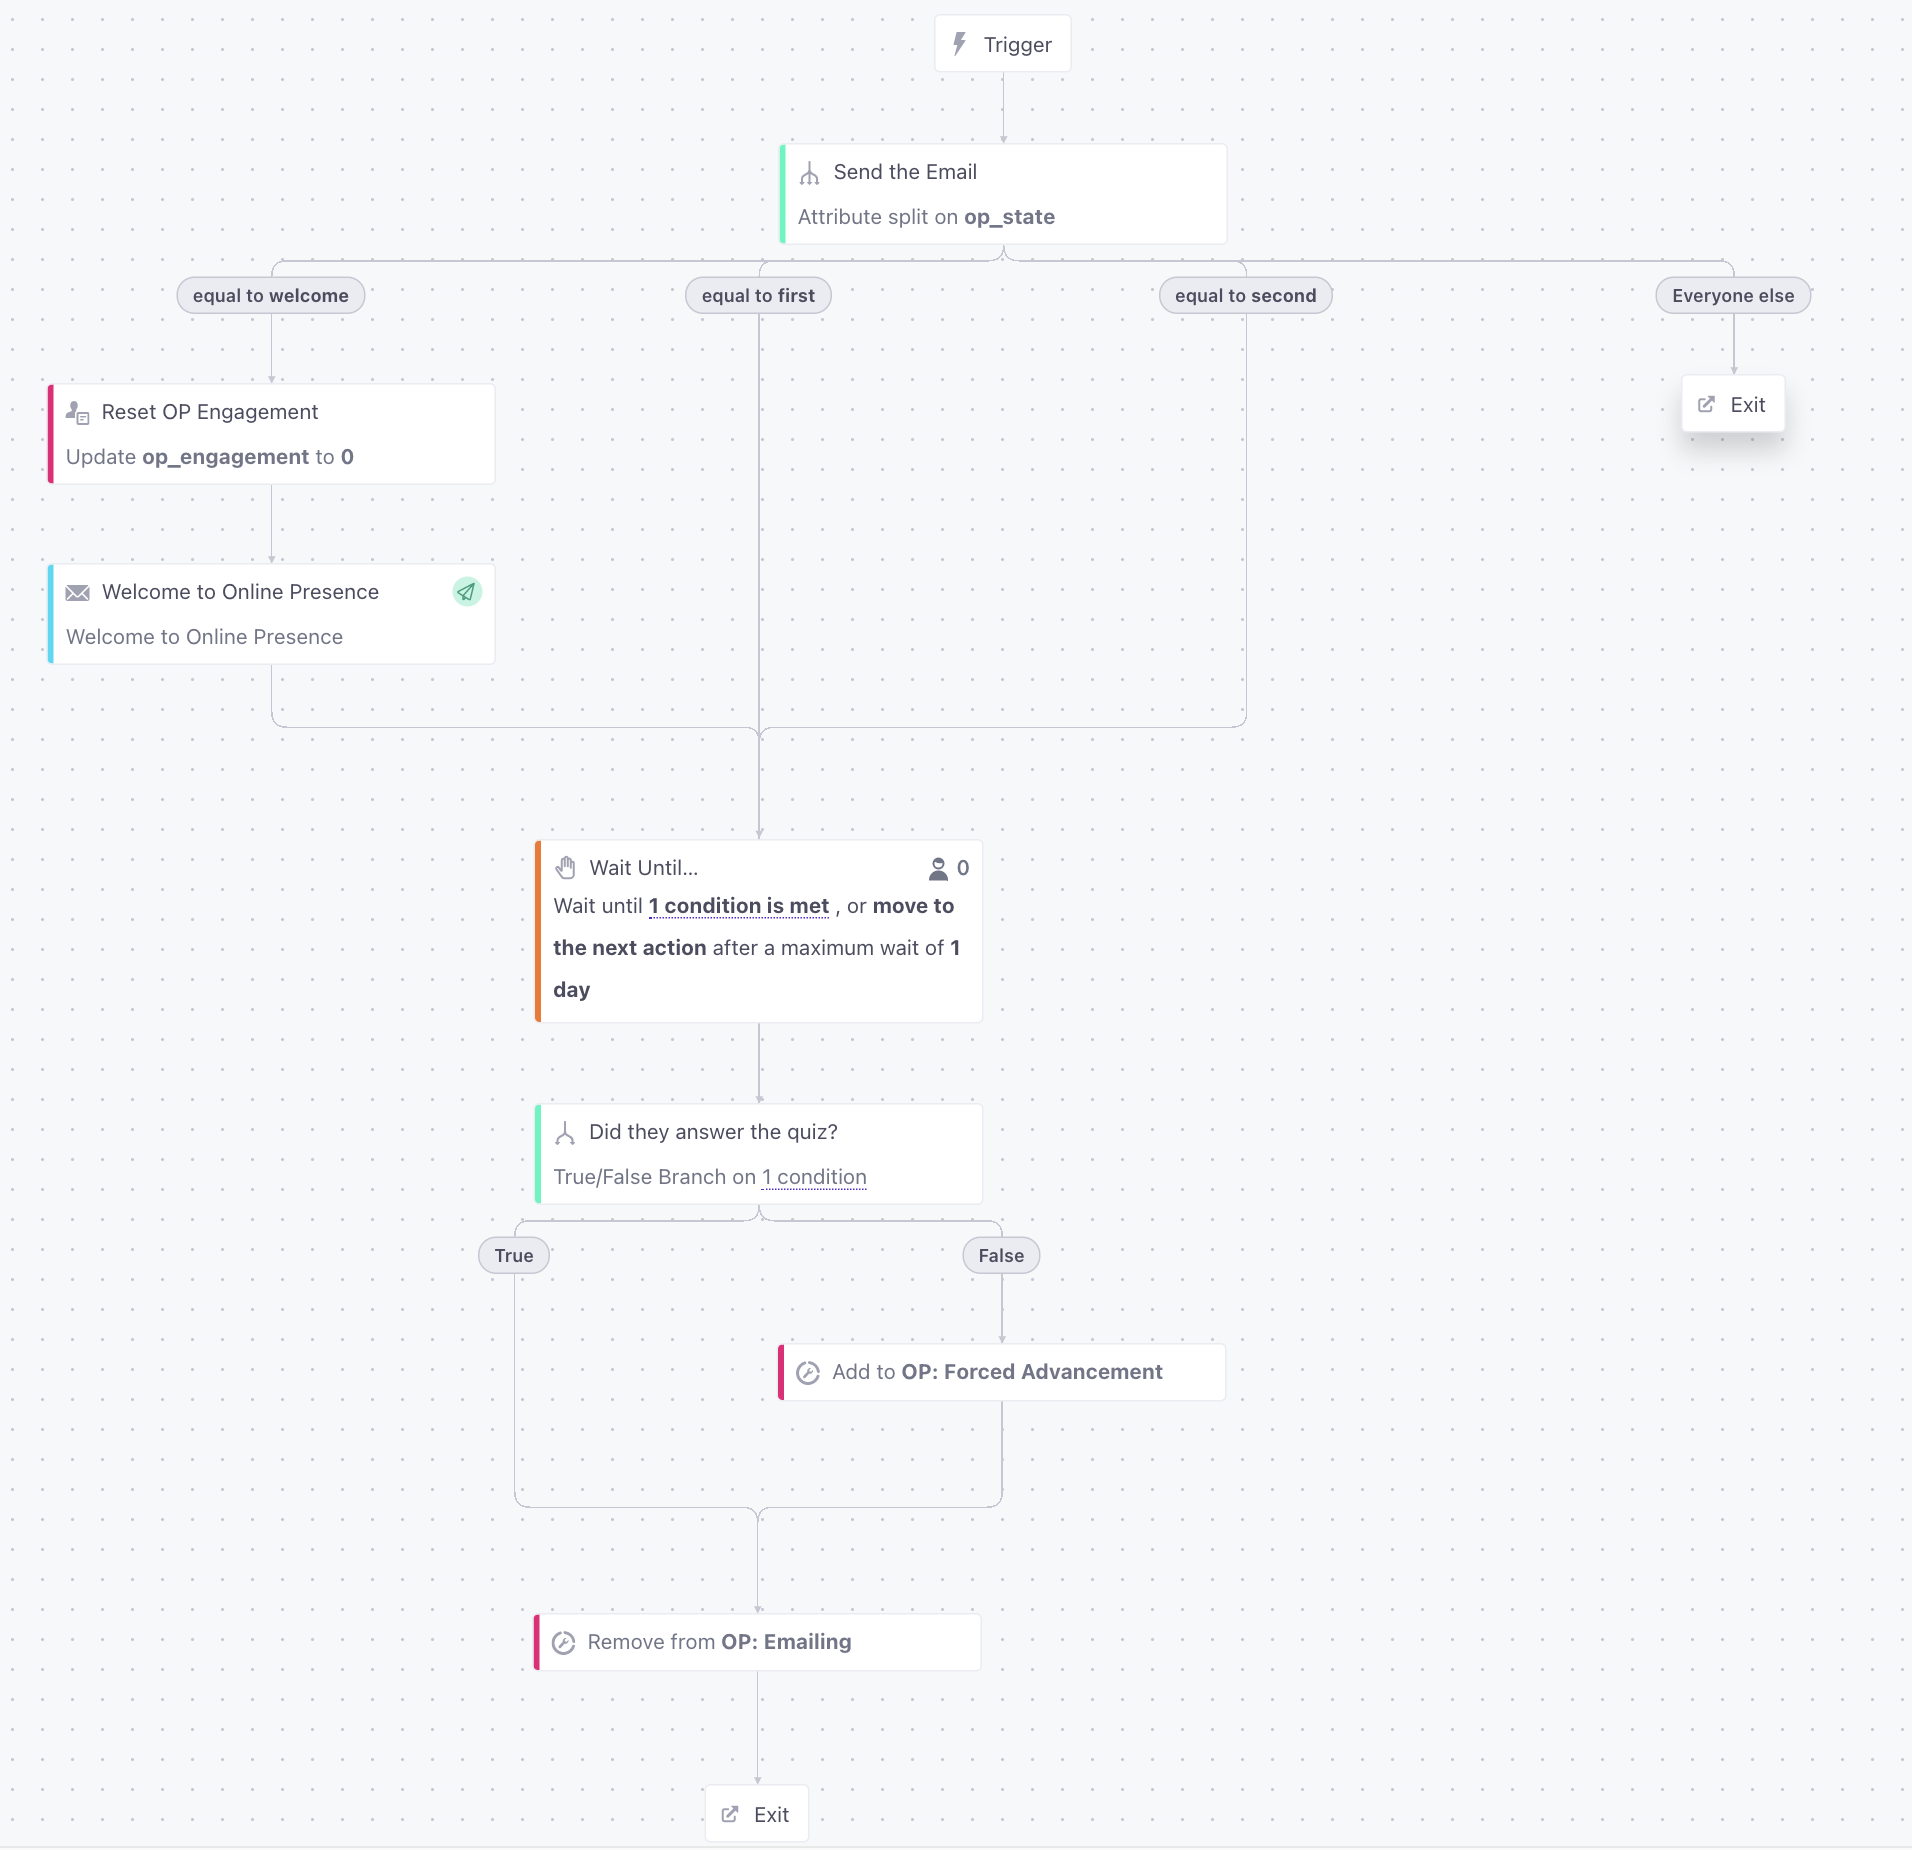 Trigger
Send the Email
Attribute split on op_state
equal to welcome
equal to first
equal to second
Everyone else
Reset OP Engagement
Update op_engagement to 0
Exit
Welcome to Online Presence
Welcome to Online Presence
Wait Until...
0
Wait until 1 condition is met , or move to
the next action after a maximum wait of 1
day
Did they answer the quiz?
True/False Branch on 1 condition
True
False
Add to OP: Forced Advancement
Remove from OP: Emailing
Exit